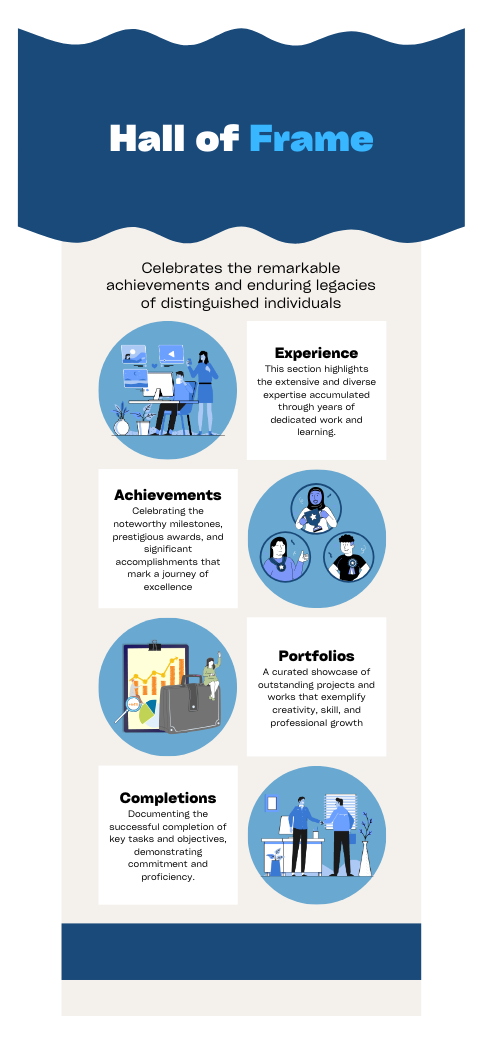 Hall of Frame
Celebrates the remarkable
achievements and enduring legacies
of distinguished individuals
Experience
This section highlights
the extensive and diverse
expertise accumulated
through years of
dedicated work and
learning.
Achievements
Celebrating the
noteworthy milestones,
prestigious awards, and
significant
accomplishments that
mark a journey of
excellence
Portfolios
A curated showcase of
outstanding projects and
works that exemplify
creativity, skill, and
professional growth
Completions
Documenting the
successful completion of
key tasks and objectives,
demonstrating
commitment and
proficiency.